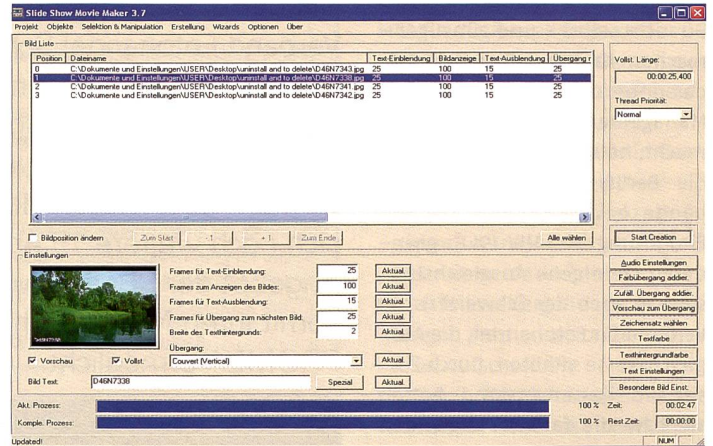 Slide Show Movie Maker 3.7
Projekt Objekte Selektion & Manipulation Erstellung Wizards Optionen Über
Bild Liste
Position Dateiname Text-Einblendung Bildanzeige Text-Ausblendung Übergang r
0 C:\Dokumente und Einstellungen\USER\Desktop\uninstall and to delete\D46N7343.jpg 25 100 15 25
1 C:\Dokumente und Einstellungen\USER\Desktop\uninstall and to delete\D46N7338.jpg 25 100 15 25
2 C:\Dokumente und Einstellungen\USER\Desktop\uninstall and to delete\D46N7341.jpg 25 100 15 25
3 C:\Dokumente und Einstellungen\USER\Desktop\uninstall and to delete\D46N7342.jpg 25 100 15 25
Vollst. Länge:
00:00:25,400
Thread Priorität:
Normal
Bildposition ändern Zum Start - 1 + 1 Zum Ende Alle wählen
Start Creation
Einstellungen
Frames für Text-Einblendung: 25 Aktual.
Frames zum Anzeigen des Bildes: 100 Aktual.
Frames für Text-Ausblendung: 15 Aktual.
Frames für Übergang zum nächsten Bild: 25 Aktual.
Breite des Texthintergrunds: 2 Aktual.
Übergang:
Couvert (Vertical) Aktual.
D46N7338
Vorschau Vollst.
Bild Text: D46N7338 Spezial Aktual.
Audio Einstellungen
Farbübergang addier.
Zufäll. Übergang addier.
Vorschau zum Übergang
Zeichensatz wählen
Textfarbe
Texthintergrundfarbe
Text Einstellungen
Besondere Bild Einst.
Akt. Prozess: 100 % Zeit: 00:02:47
Komple. Prozess: 100 % Rest Zeit: 00:00:00
Updated! NUM